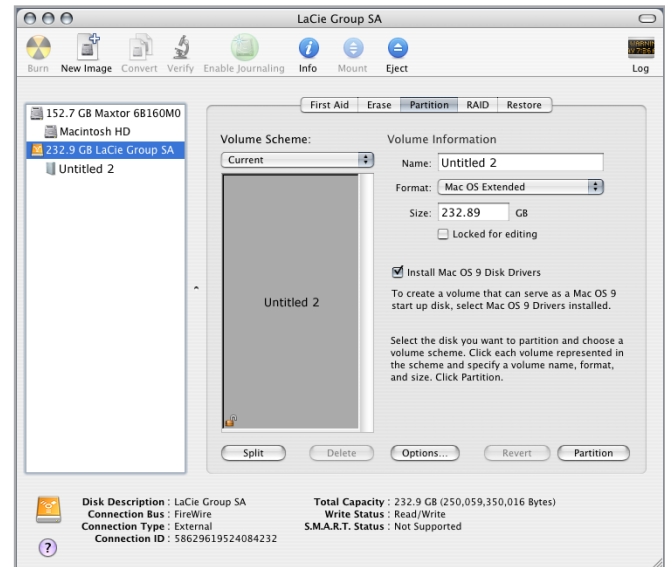 LaCie Group SA
Burn New Image Convert Verify Enable Journaling Info Mount Eject Log
152.7 GB Maxtor 6B160M0
Macintosh HD
232.9 GB LaCie Group SA
Untitled 2
First Aid Erase Partition RAID Restore
Volume Scheme:
Current
Untitled 2
Volume Information
Name: Untitled 2
Format: Mac OS Extended
Size: 232.89 GB
Locked for editing
Install Mac OS 9 Disk Drivers
To create a volume that can serve as a Mac OS 9
start up disk, select Mac OS 9 Drivers installed.
Select the disk you want to partition and choose a
volume scheme. Click each volume represented in
the scheme and specify a volume name, format,
and size. Click Partition.
Split Delete Options... Revert Partition
Disk Description : LaCie Group SA
Connection Bus : FireWire
Connection Type : External
Connection ID : 58629619524084232
Total Capacity : 232.9 GB (250,059,350,016 Bytes)
Write Status : Read/Write
S.M.A.R.T. Status : Not Supported
?